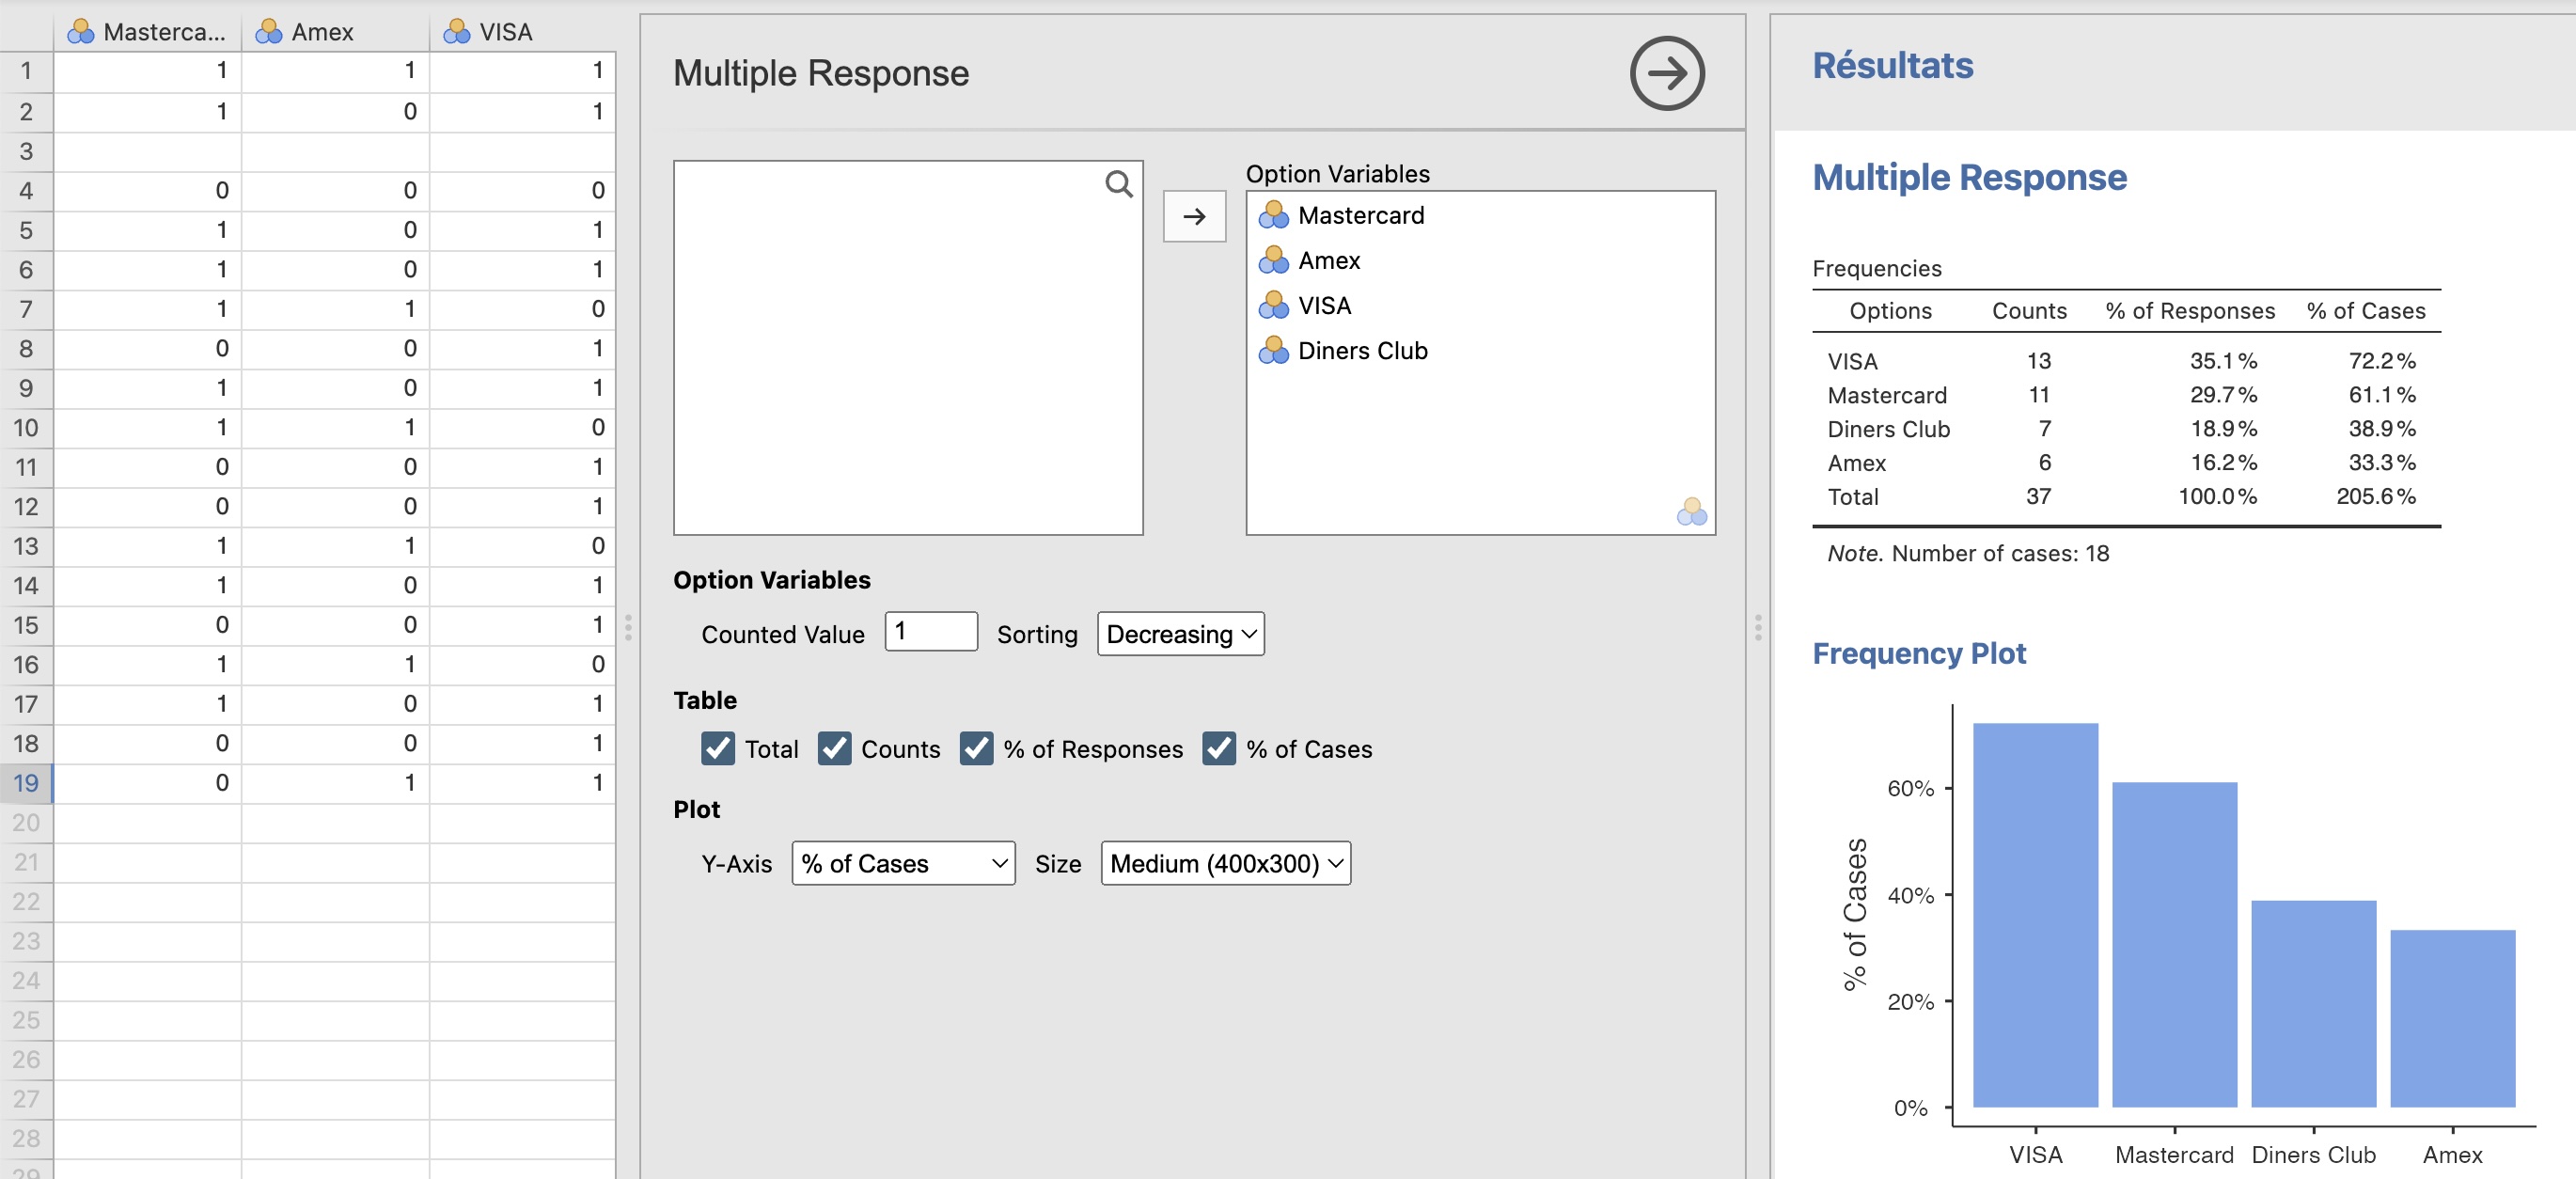 Masterca... Amex VISA
1 1 1 1
2 1 0 1
3
4 0 0 0
5 1 0 1
6 1 0 1
7 1 1 0
8 0 0 1
9 1 0 1
10 1 1 0
11 0 0 1
12 0 0 1
13 1 1 0
14 1 0 1
15 0 0 1
16 1 1 0
17 1 0 1
18 0 0 1
19 0 1 1
20
21
22
23
24
25
26
27
28
29
Multiple Response
Option Variables
Mastercard
Amex
VISA
Diners Club
Option Variables
Counted Value 1 Sorting Decreasing
Table
Total Counts % of Responses % of Cases
Plot
Y-Axis % of Cases Size Medium (400x300)
Résultats
Multiple Response
Frequencies
Options Counts % of Responses % of Cases
VISA 13 35.1% 72.2%
Mastercard 11 29.7% 61.1%
Diners Club 7 18.9% 38.9%
Amex 6 16.2% 33.3%
Total 37 100.0% 205.6%
Note. Number of cases: 18
Frequency Plot
% of Cases
60%
40%
20%
0%
VISA Mastercard Diners Club Amex